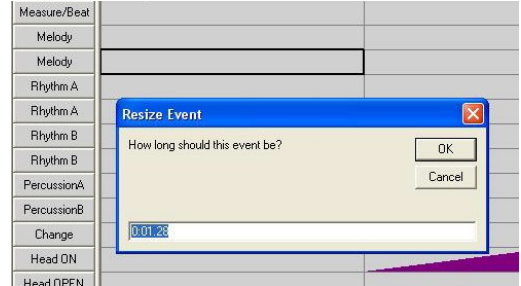 Measure/Beat
Melody
Melody
Rhythm A
Rhythm A
Rhythm B
Rhythm B
PercussionA
PercussionB
Change
Head ON
Head OPEN
Resize Event
How long should this event be?
OK
Cancel
0:01.28